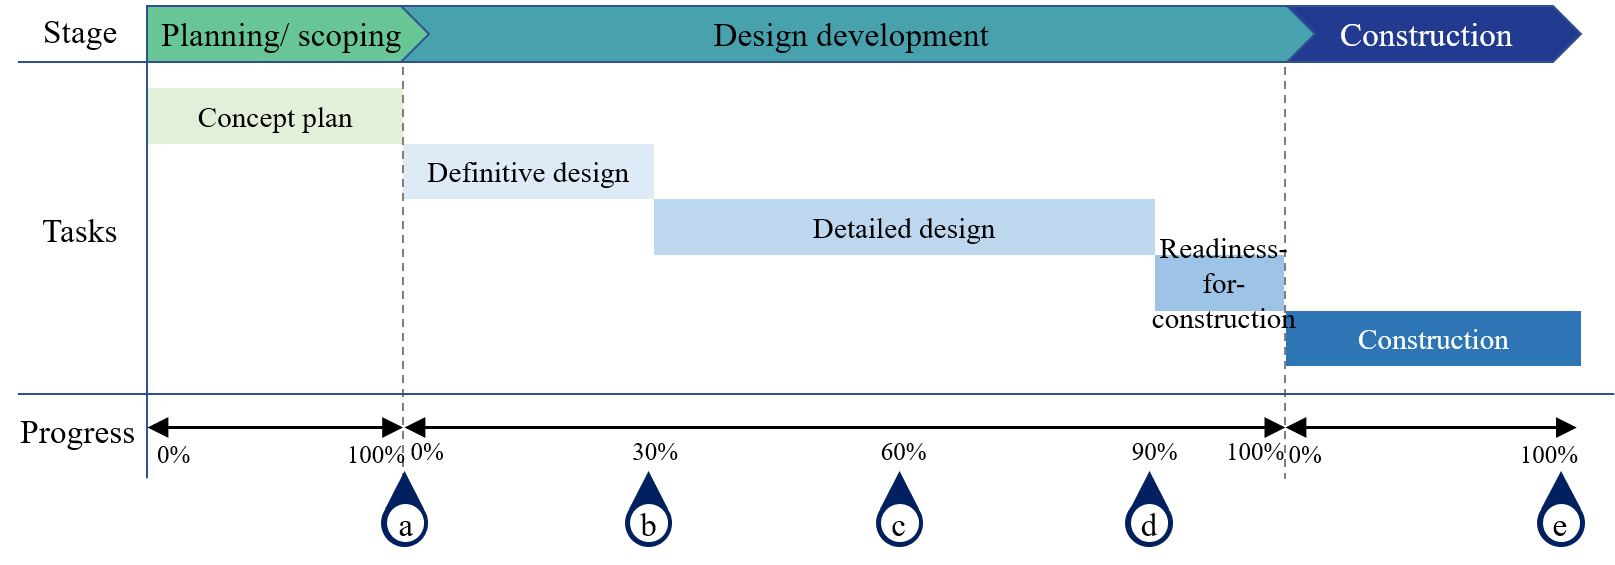 Stage
Planning/ scoping
Design development
Construction
Concept plan
Definitive design
Tasks
Detailed design
Readiness-
for-
construction
Construction
Progress
0%
100%
0%
30%
60%
90%
100%
0%
100%
a
b
c
d
e